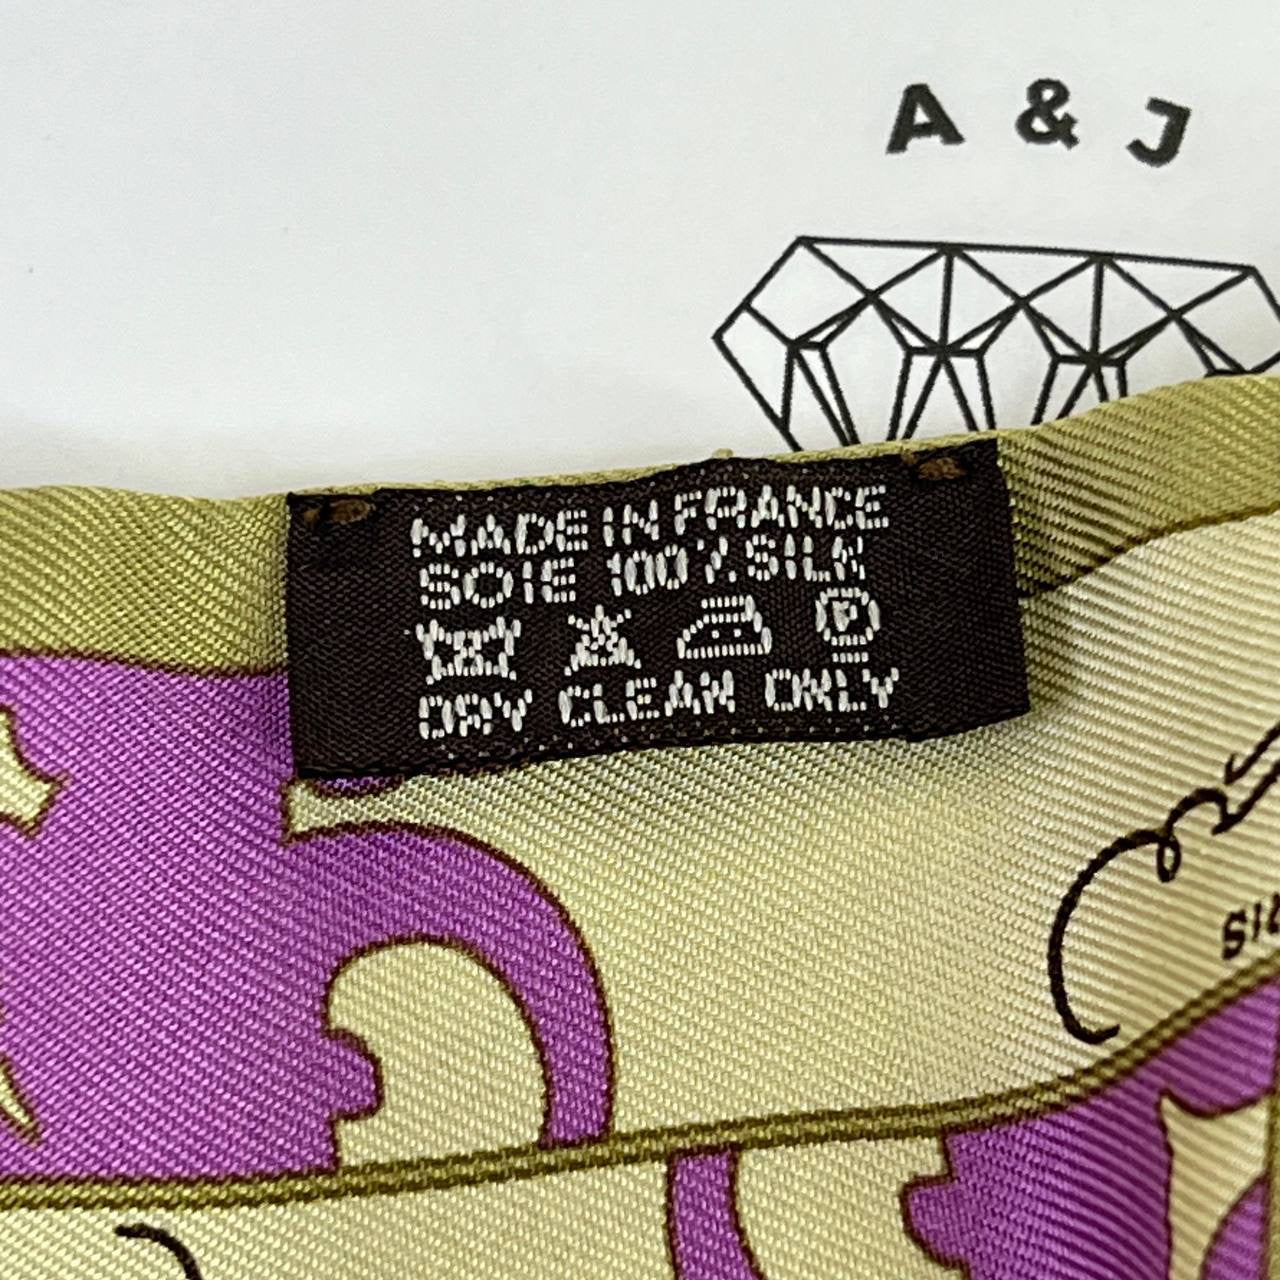 A & J
MADE IN FRANCE
SOIE 100% SILK
P
DRY CLEAN ONLY